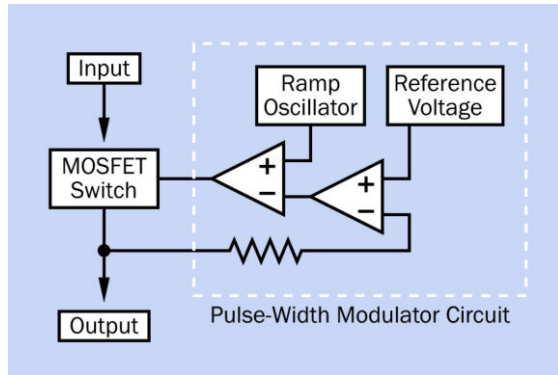 Input
Ramp
Oscillator
Reference
Voltage
MOSFET
Switch
+
−
+
−
Output
Pulse-Width Modulator Circuit